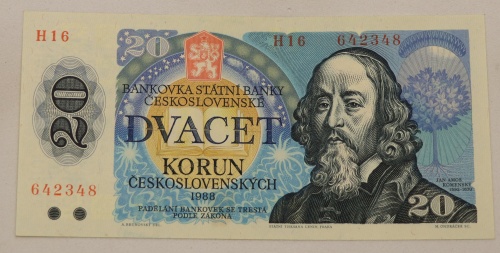 H16
20
H16 642348
BANKOVKA STÁTNÍ BANKY
ČESKOSLOVENSKÉ
20
DVACET
KORUN
ČESKOSLOVENSKÝCH
1988
642348
PADĚLÁNÍ BANKOVEK SE TRESTÁ
PODLE ZÁKONA
JAN AMOS
KOMENSKÝ
20